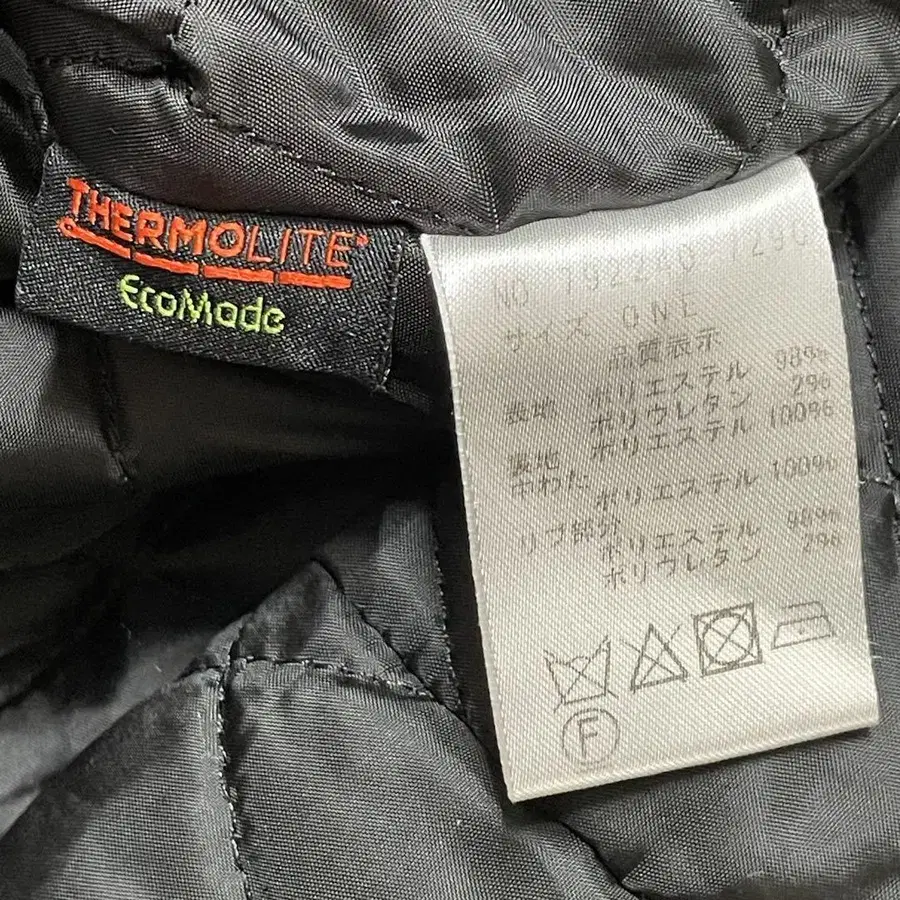 THERMOLITE®
EcoMade
NO
サイズ ONE
品質表示
表地 ポリエステル 98%
ポリウレタン 2%
裏地 ポリエステル 100%
中わた ポリエステル 100%
リブ部分
ポリエステル 98%
ポリウレタン 2%
F